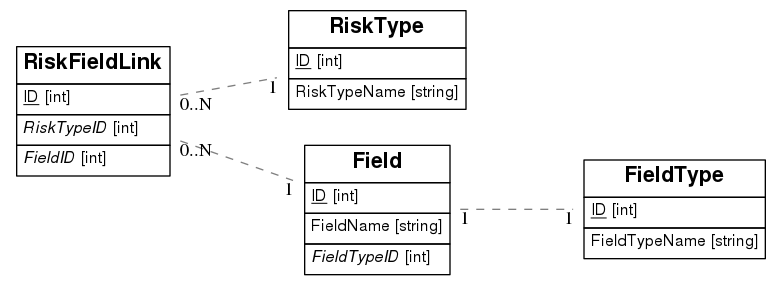 RiskFieldLink
ID [int]
RiskTypeID [int]
FieldID [int]
0..N
1
0..N
1
RiskType
ID [int]
RiskTypeName [string]
Field
ID [int]
FieldName [string]
FieldTypeID [int]
1
1
FieldType
ID [int]
FieldTypeName [string]